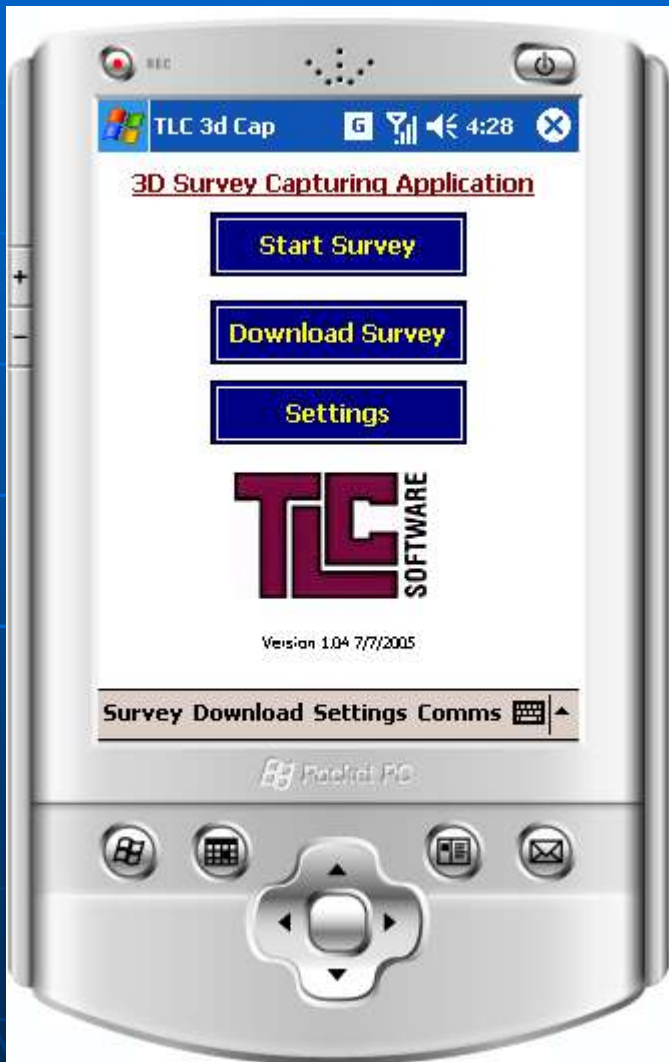 REC
TLC 3d Cap G 4:28
3D Survey Capturing Application
Start Survey
Download Survey
Settings
TLC
SOFTWARE
Version 1.04 7/7/2005
Survey Download Settings Comms
Pocket PC